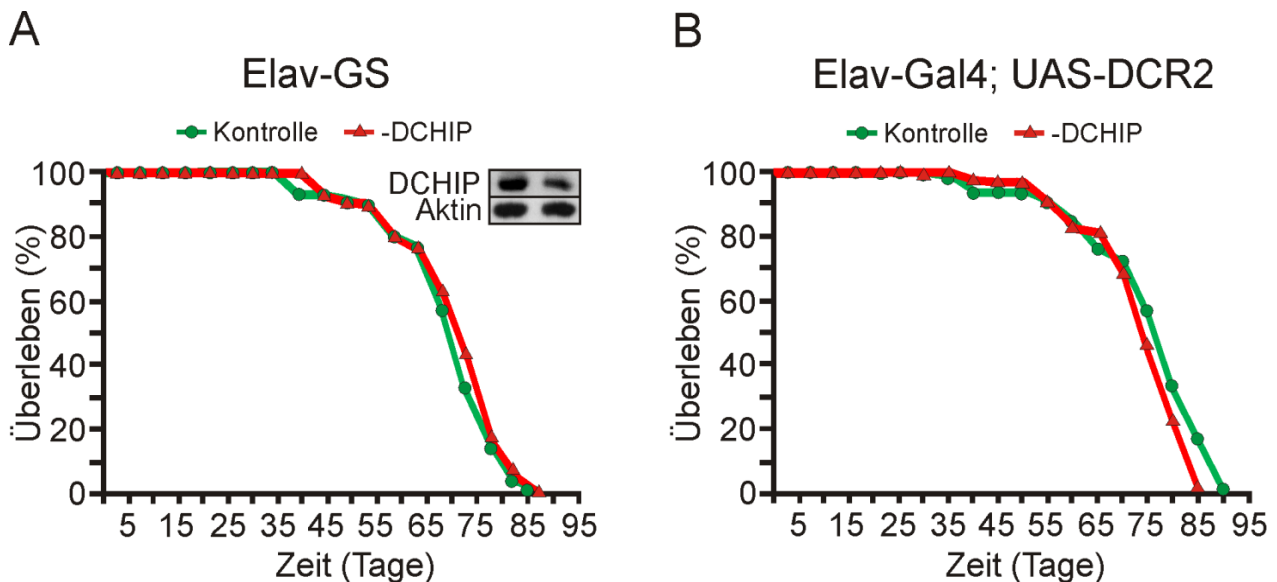 A
Elav-GS
Kontrolle -DCHIP
DCHIP
Aktin
Überleben (%)
100
80
60
40
20
0
5 15 25 35 45 55 65 75 85 95
Zeit (Tage)
B
Elav-Gal4; UAS-DCR2
Kontrolle -DCHIP
Überleben (%)
100
80
60
40
20
0
5 15 25 35 45 55 65 75 85 95
Zeit (Tage)